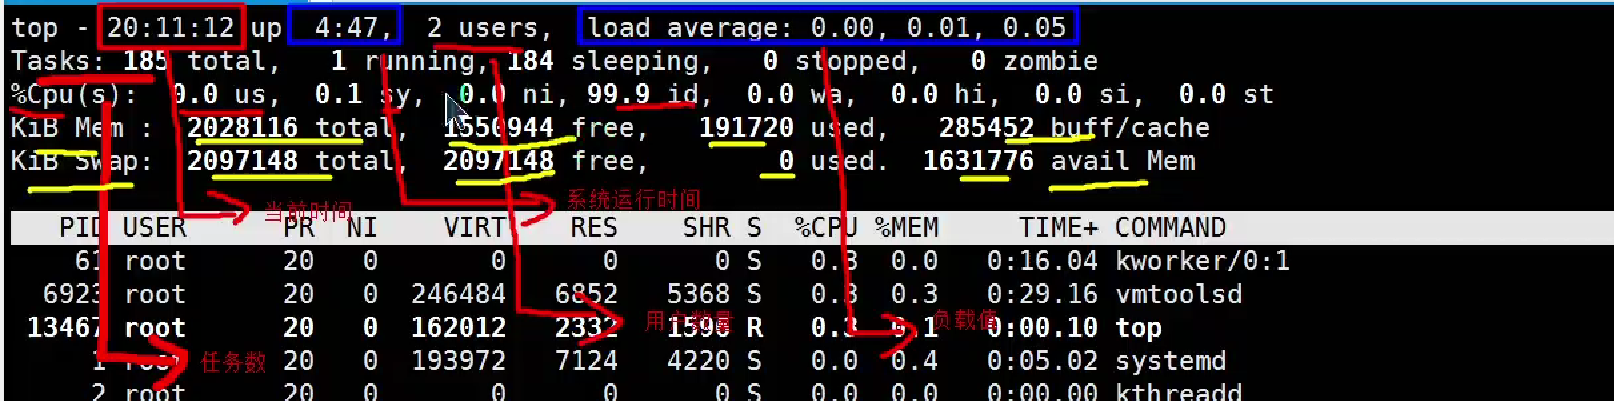 top - 20:11:12 up 4:47, 2 users, load average: 0.00, 0.01, 0.05
Tasks: 185 total, 1 running, 184 sleeping, 0 stopped, 0 zombie
%Cpu(s): 0.0 us, 0.1 sy, 0.0 ni, 99.9 id, 0.0 wa, 0.0 hi, 0.0 si, 0.0 st
KiB Mem : 2028116 total, 1550944 free, 191720 used, 285452 buff/cache
KiB Swap: 2097148 total, 2097148 free, 0 used. 1631776 avail Mem
系统运行时间
当前时间
PID USER PR NI VIRT RES SHR S %CPU %MEM TIME+ COMMAND
61 root 20 0 0 0 0 S 0.3 0.0 0:16.04 kworker/0:1
6923 root 20 0 246484 6852 5368 S 0.3 0.3 0:29.16 vmtoolsd
13467 root 20 0 162012 2332 1590 R 0.3 0.1 0:00.10 top
用户数量
负载值
1 root 20 0 193972 7124 4220 S 0.0 0.4 0:05.02 systemd
任务数
2 root 20 0 0 0 0 S 0.0 0.0 0:00.00 kthreadd